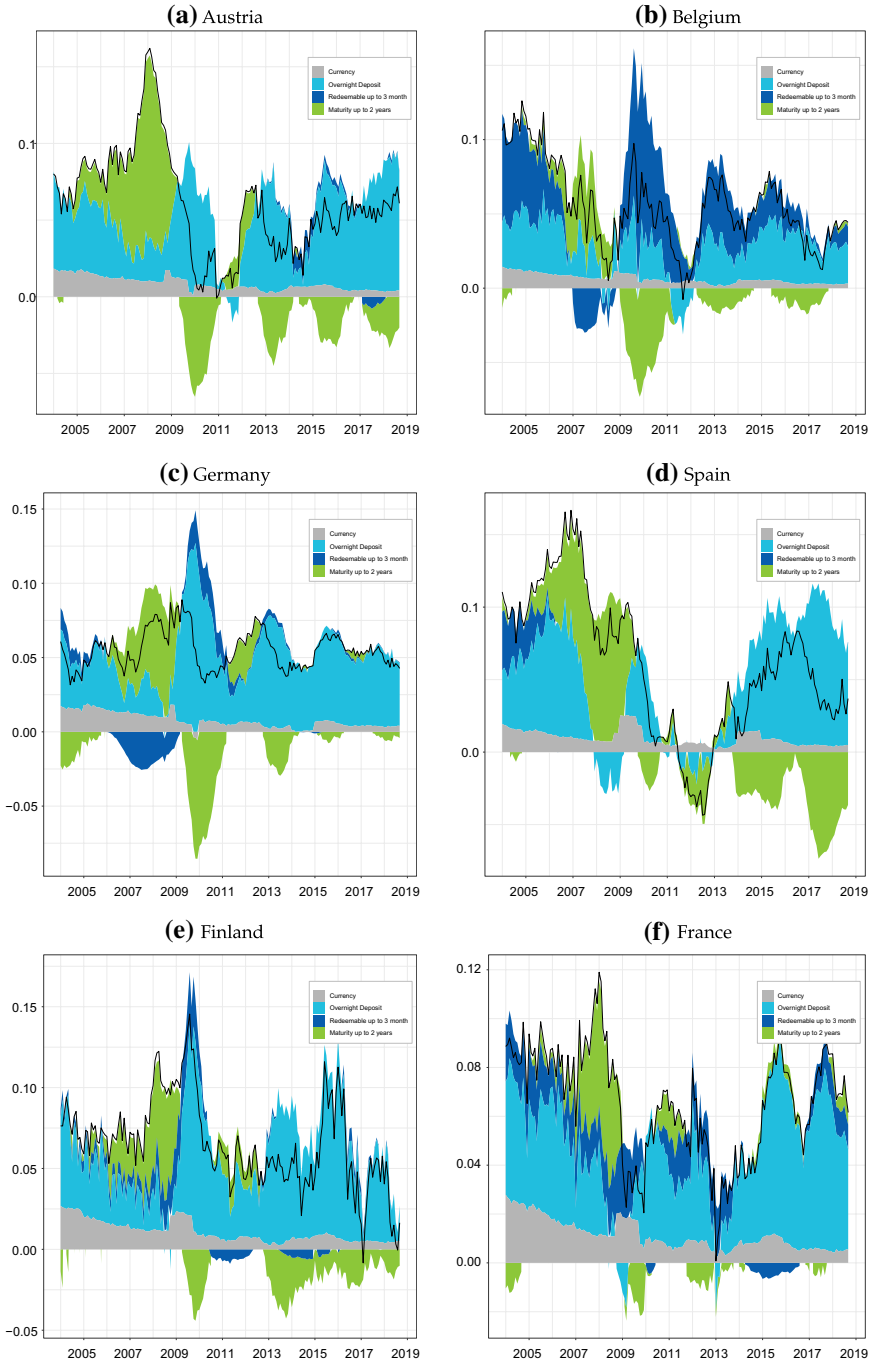 (a) Austria
0.1
0.0
Currency
Overnight Deposit
Redeemable up to 3 month
Maturity up to 2 years
2005 2007 2009 2011 2013 2015 2017 2019
(b) Belgium
0.1
0.0
Currency
Overnight Deposit
Redeemable up to 3 month
Maturity up to 2 years
2005 2007 2009 2011 2013 2015 2017 2019
(c) Germany
0.15
0.10
0.05
0.00
−0.05
Currency
Overnight Deposit
Redeemable up to 3 month
Maturity up to 2 years
2005 2007 2009 2011 2013 2015 2017 2019
(d) Spain
0.1
0.0
Currency
Overnight Deposit
Redeemable up to 3 month
Maturity up to 2 years
2005 2007 2009 2011 2013 2015 2017 2019
(e) Finland
0.15
0.10
0.05
0.00
−0.05
Currency
Overnight Deposit
Redeemable up to 3 month
Maturity up to 2 years
2005 2007 2009 2011 2013 2015 2017 2019
(f) France
0.12
0.08
0.04
0.00
Currency
Overnight Deposit
Redeemable up to 3 month
Maturity up to 2 years
2005 2007 2009 2011 2013 2015 2017 2019